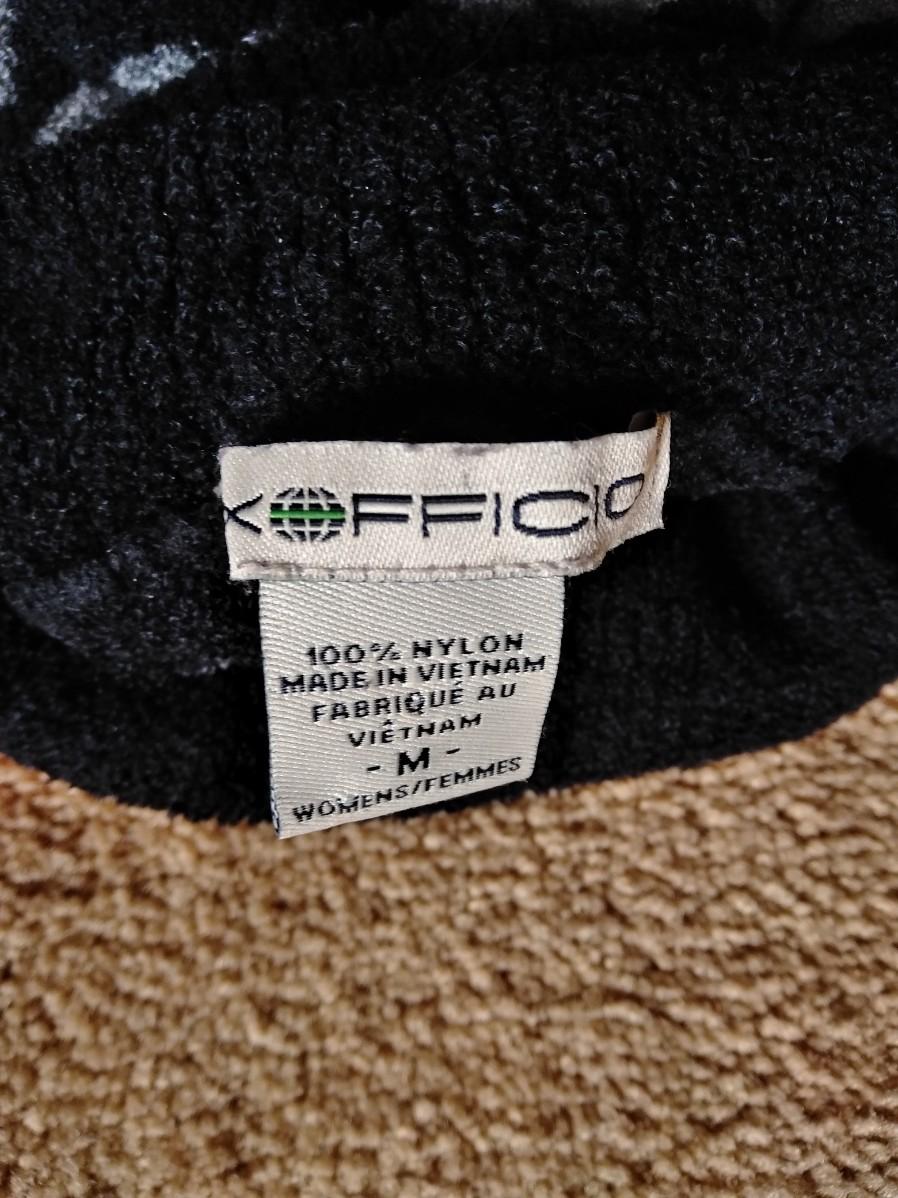 XOFFICIO
100% NYLON
MADE IN VIETNAM
FABRIQUÉ AU
VIÊTNAM
- M -
WOMENS/FEMMES